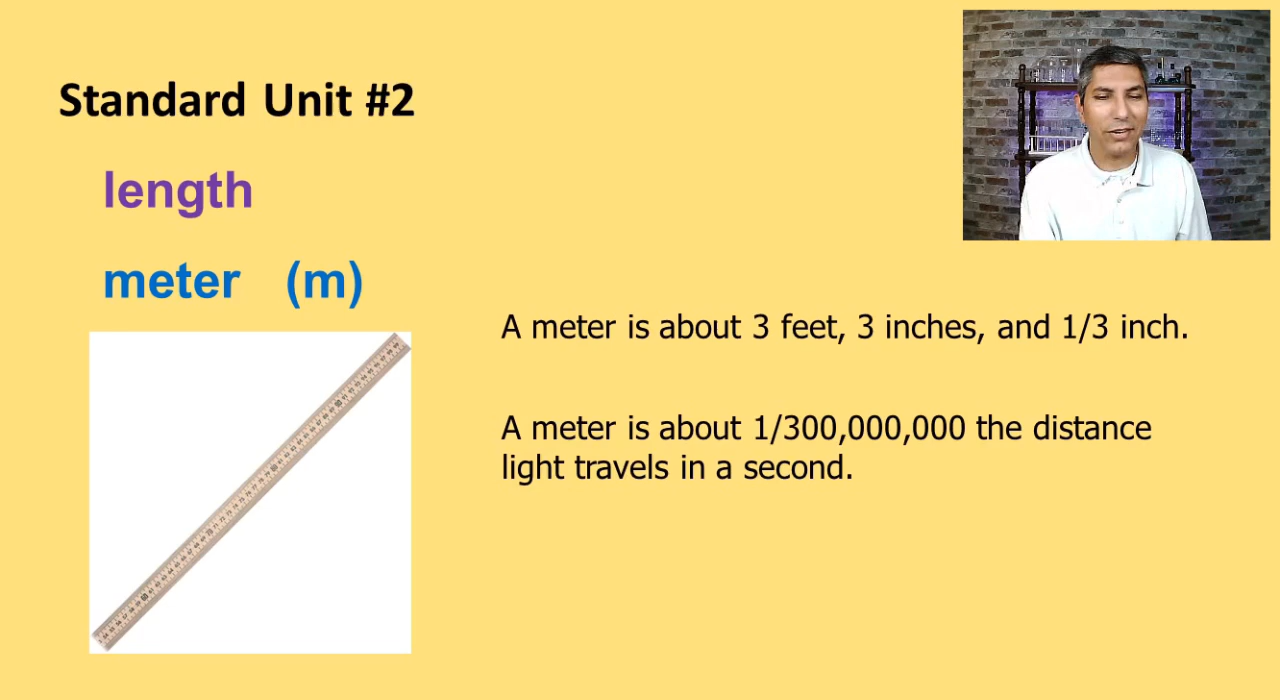 Standard Unit #2
length
meter (m)
A meter is about 3 feet, 3 inches, and 1/3 inch.
A meter is about 1/300,000,000 the distance
light travels in a second.